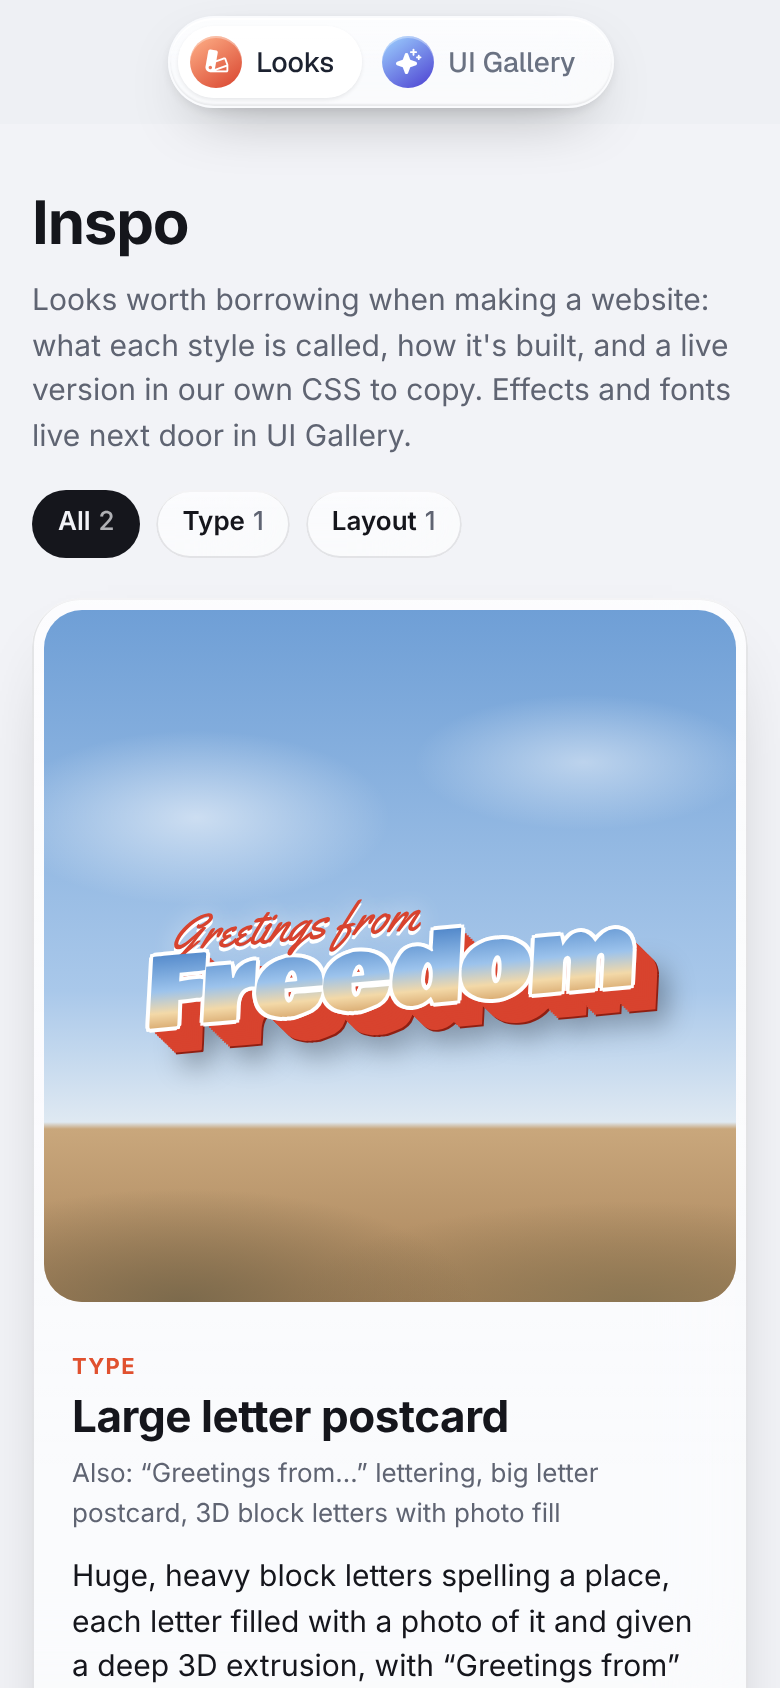 Looks
UI Gallery
Inspo
Looks worth borrowing when making a website:
what each style is called, how it's built, and a live
version in our own CSS to copy. Effects and fonts
live next door in UI Gallery.
All 2
Type 1
Layout 1
Greetings from
Freedom
TYPE
Large letter postcard
Also: “Greetings from…” lettering, big letter
postcard, 3D block letters with photo fill
Huge, heavy block letters spelling a place,
each letter filled with a photo of it and given
a deep 3D extrusion, with “Greetings from”